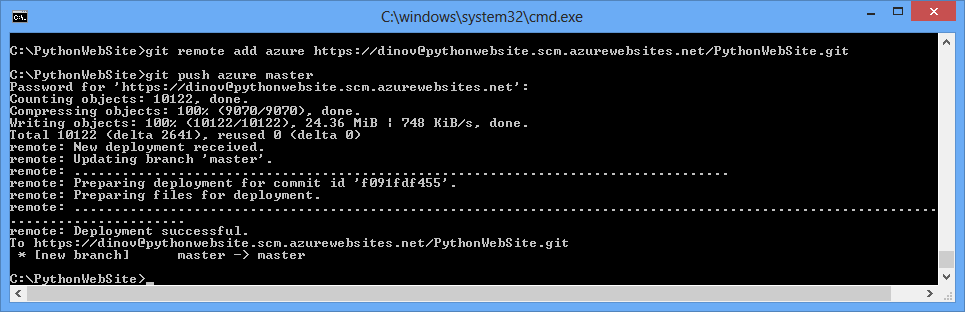 C:\windows\system32\cmd.exe
C:\PythonWebSite>git remote add azure https://dinov@pythonwebsite.scm.azurewebsites.net/PythonWebSite.git
C:\PythonWebSite>git push azure master
Password for 'https://dinov@pythonwebsite.scm.azurewebsites.net':
Counting objects: 10122, done.
Compressing objects: 100% (9070/9070), done.
Writing objects: 100% (10122/10122), 24.36 MiB | 748 KiB/s, done.
Total 10122 (delta 2641), reused 0 (delta 0)
remote: New deployment received.
remote: Updating branch 'master'.
remote: .................................................................................
remote: Preparing deployment for commit id 'f091fdf455'.
remote: Preparing files for deployment.
remote: ...........................................................................................................
......................
remote: Deployment successful.
To https://dinov@pythonwebsite.scm.azurewebsites.net/PythonWebSite.git
 * [new branch]      master -> master
C:\PythonWebSite>_